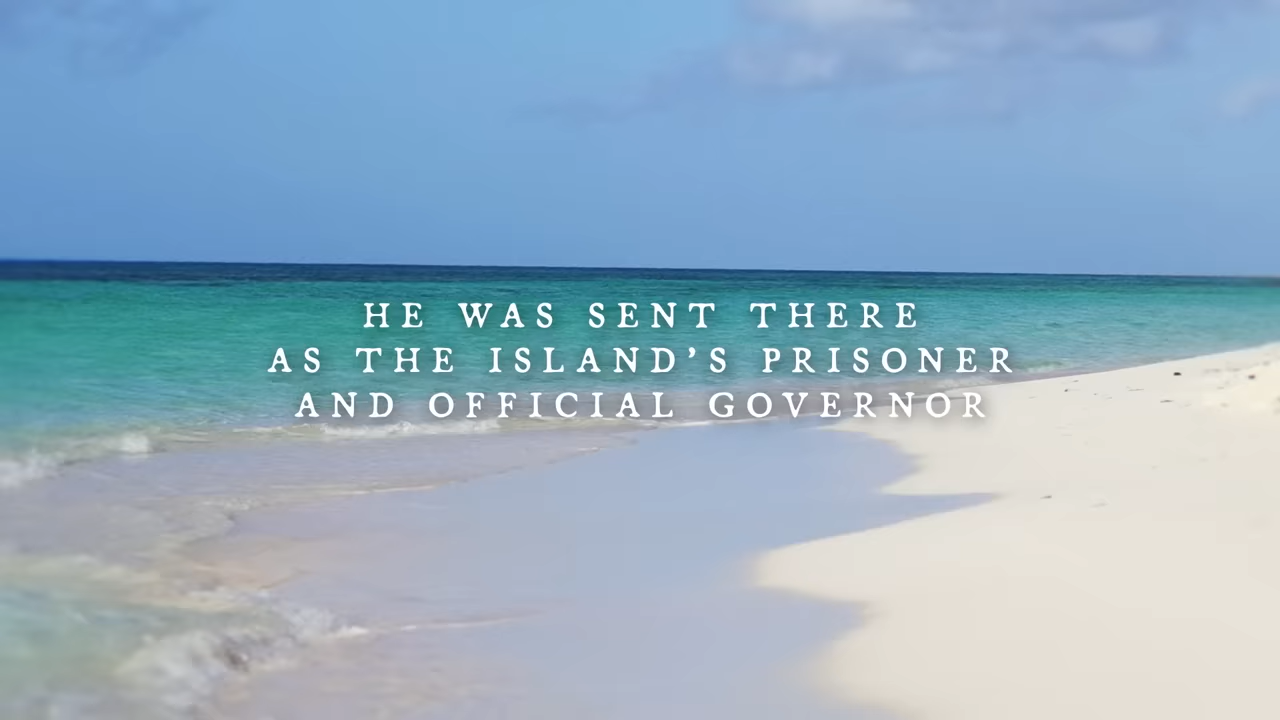 HE WAS SENT THERE
AS THE ISLAND’S PRISONER
AND OFFICIAL GOVERNOR